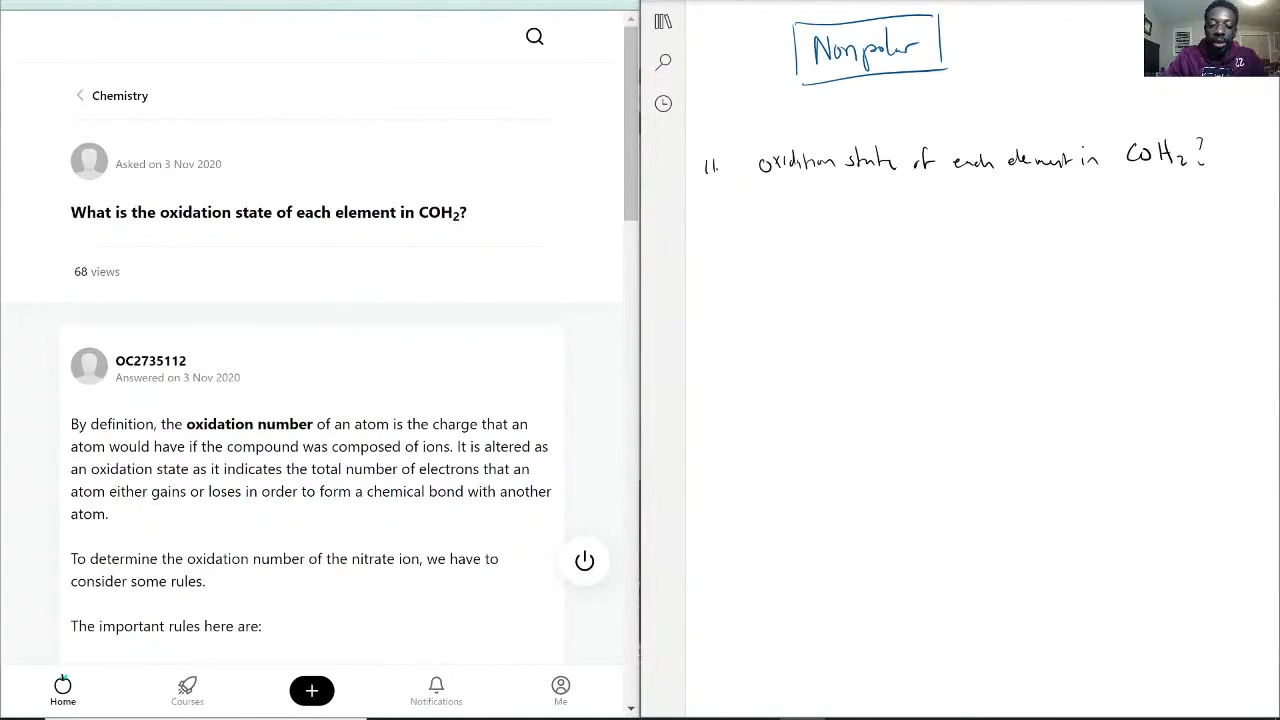 Chemistry
Asked on 3 Nov 2020
What is the oxidation state of each element in COH₂?
68 views
OC2735112
Answered on 3 Nov 2020
By definition, the oxidation number of an atom is the charge that an
atom would have if the compound was composed of ions. It is altered as
an oxidation state as it indicates the total number of electrons that an
atom either gains or loses in order to form a chemical bond with another
atom.
To determine the oxidation number of the nitrate ion, we have to
consider some rules.
The important rules here are:
Home
Courses
+
Notifications
Me
Nonpolar
11. Oxidation state of each element in COH₂?
22